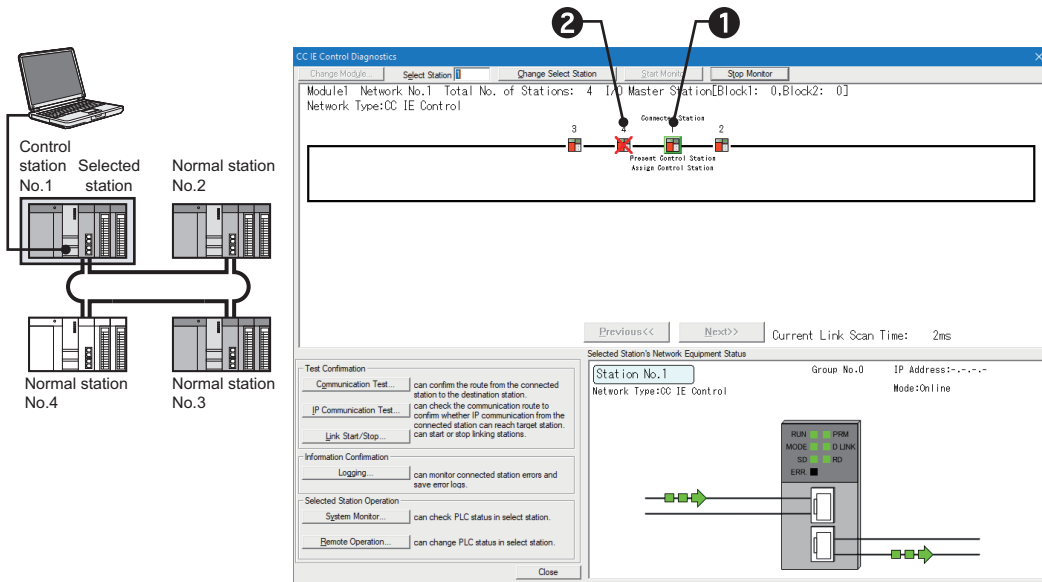 Control
station
No.1
Selected
station
Normal station
No.2
Normal station
No.4
Normal station
No.3
2
1
CC IE Control Diagnostics
Change Module...
Select Station 1
Change Select Station
Start Monitor
Stop Monitor
Module1 Network No.1 Total No. of Stations: 4 I/O Master Station[Block1: 0,Block2: 0]
Network Type:CC IE Control
Connected Station
3
4
1
2
Present Control Station
Assign Control Station
Previous<<
Next>>
Current Link Scan Time: 2ms
Test Confirmation
Communication Test...
can confirm the route from the connected
station to the destination station.
IP Communication Test...
can check the communication route to
confirm whether IP communication from the
connected station can reach target station.
Link Start/Stop...
can start or stop linking stations.
Information Confirmation
Logging...
can monitor connected station errors and
save error logs.
Selected Station Operation
System Monitor...
can check PLC status in select station.
Remote Operation...
can change PLC status in select station.
Close
Selected Station's Network Equipment Status
Station No.1
Group No.0
IP Address:-.-.-.-
Network Type:CC IE Control
Mode:Online
RUN
PRM
MODE
D LINK
SD
RD
ERR.